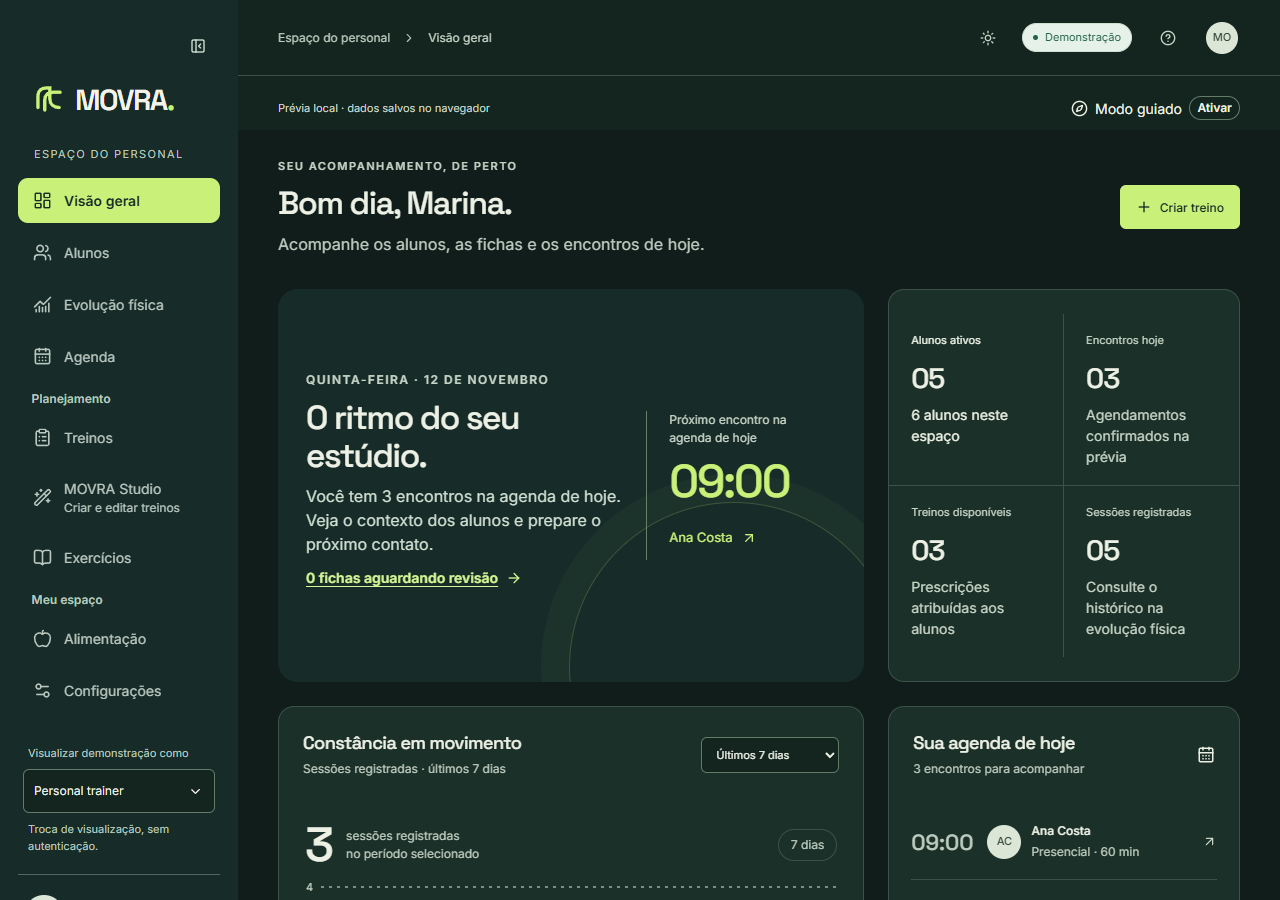 MOVRA.
ESPAÇO DO PERSONAL
Visão geral
Alunos
Evolução física
Agenda
Planejamento
Treinos
MOVRA Studio
Criar e editar treinos
Exercícios
Meu espaço
Alimentação
Configurações
Visualizar demonstração como
Personal trainer
Troca de visualização, sem
autenticação.
Espaço do personal
Visão geral
Demonstração
MO
Prévia local · dados salvos no navegador
Modo guiado
Ativar
SEU ACOMPANHAMENTO, DE PERTO
Bom dia, Marina.
Acompanhe os alunos, as fichas e os encontros de hoje.
Criar treino
QUINTA-FEIRA · 12 DE NOVEMBRO
O ritmo do seu
estúdio.
Você tem 3 encontros na agenda de hoje.
Veja o contexto dos alunos e prepare o
próximo contato.
0 fichas aguardando revisão
Próximo encontro na
agenda de hoje
09:00
Ana Costa
Alunos ativos
05
6 alunos neste
espaço
Encontros hoje
03
Agendamentos
confirmados na
prévia
Treinos disponíveis
03
Prescrições
atribuídas aos
alunos
Sessões registradas
05
Consulte o
histórico na
evolução física
Constância em movimento
Sessões registradas · últimos 7 dias
Últimos 7 dias
3
sessões registradas
no período selecionado
7 dias
4
Sua agenda de hoje
3 encontros para acompanhar
09:00
AC
Ana Costa
Presencial · 60 min